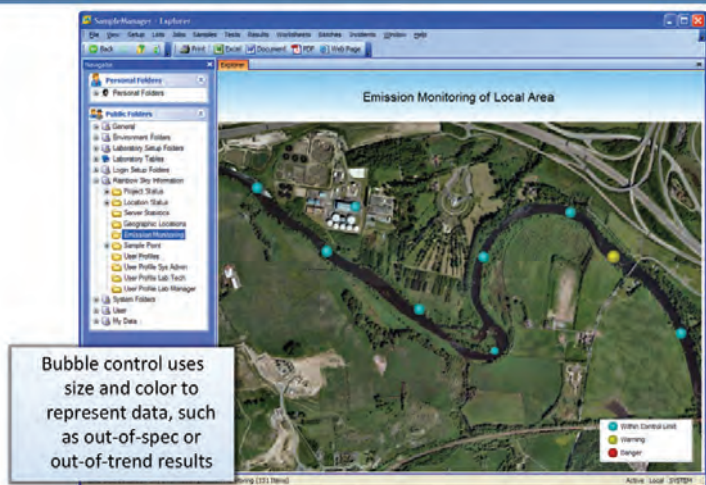 SampleManager - Explorer
File View Setup Lists Jobs Samples Tests Results Worksheets Batches Incidents Window Help
Back Print Excel Document PDF Web Page
Navigator
Explorer
Personal Folders
Personal Folders
Public Folders
General
Environment Folders
Laboratory Setup Folders
Laboratory Tables
Login Setup Folders
Rainbow Sky Information
Project Status
Location Status
Server Statistics
Geographic Locations
Emission Monitoring
Sample Point
User Profiles
User Profile Sys Admin
User Profile Lab Tech
User Profile Lab Manager
System Folders
User
My Data
Emission Monitoring of Local Area
Within Control Limit
Warning
Danger
Bubble control uses
size and color to
represent data, such
as out-of-spec or
out-of-trend results
Active Local SYSTEM